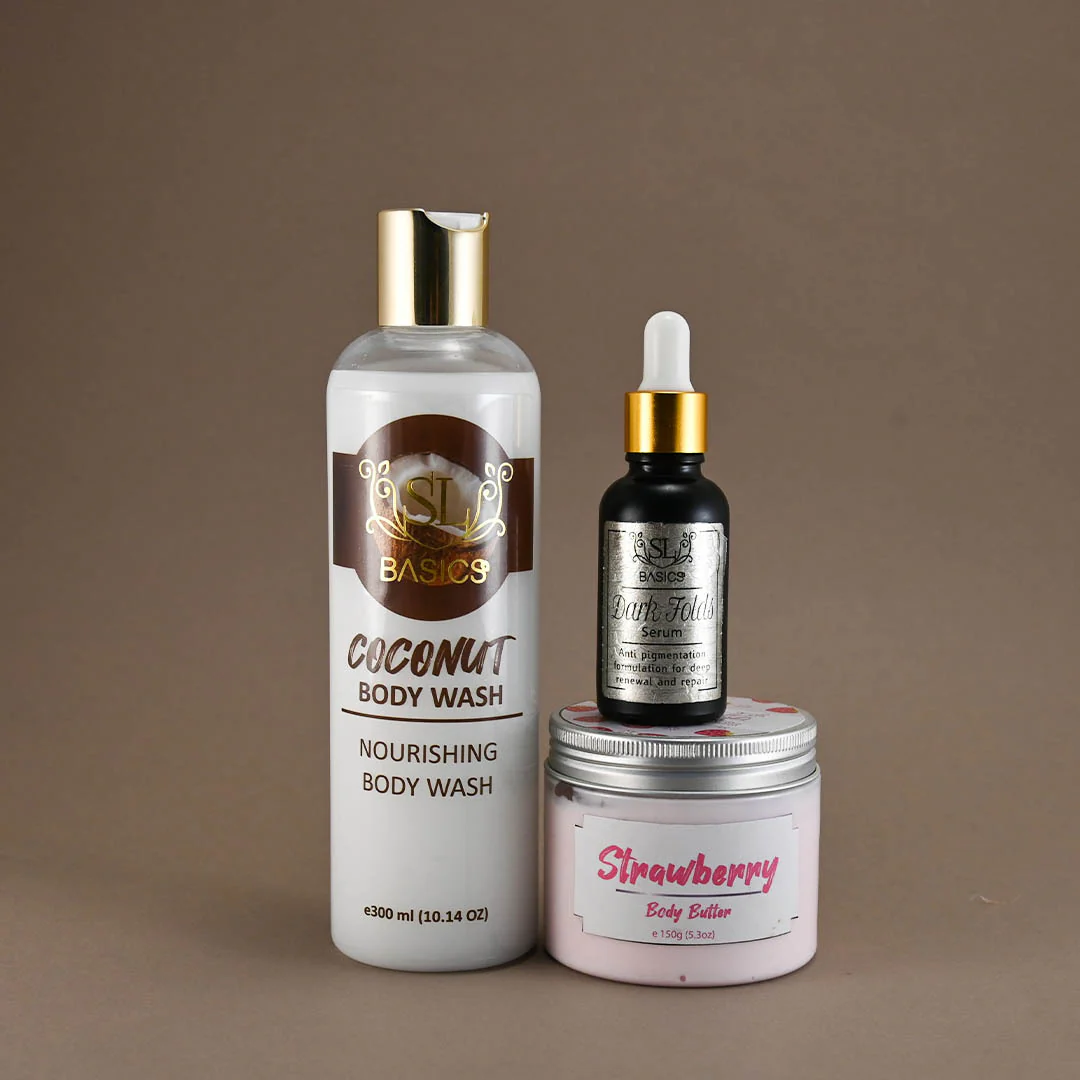 SL
BASICS
COCONUT
BODY WASH
NOURISHING
BODY WASH
e300 ml (10.14 OZ)
SL
BASICS
Dark Folds
Serum
Anti pigmentation
formulation for deep
renewal and repair
Strawberry
Body Butter
e 150g (5.3oz)